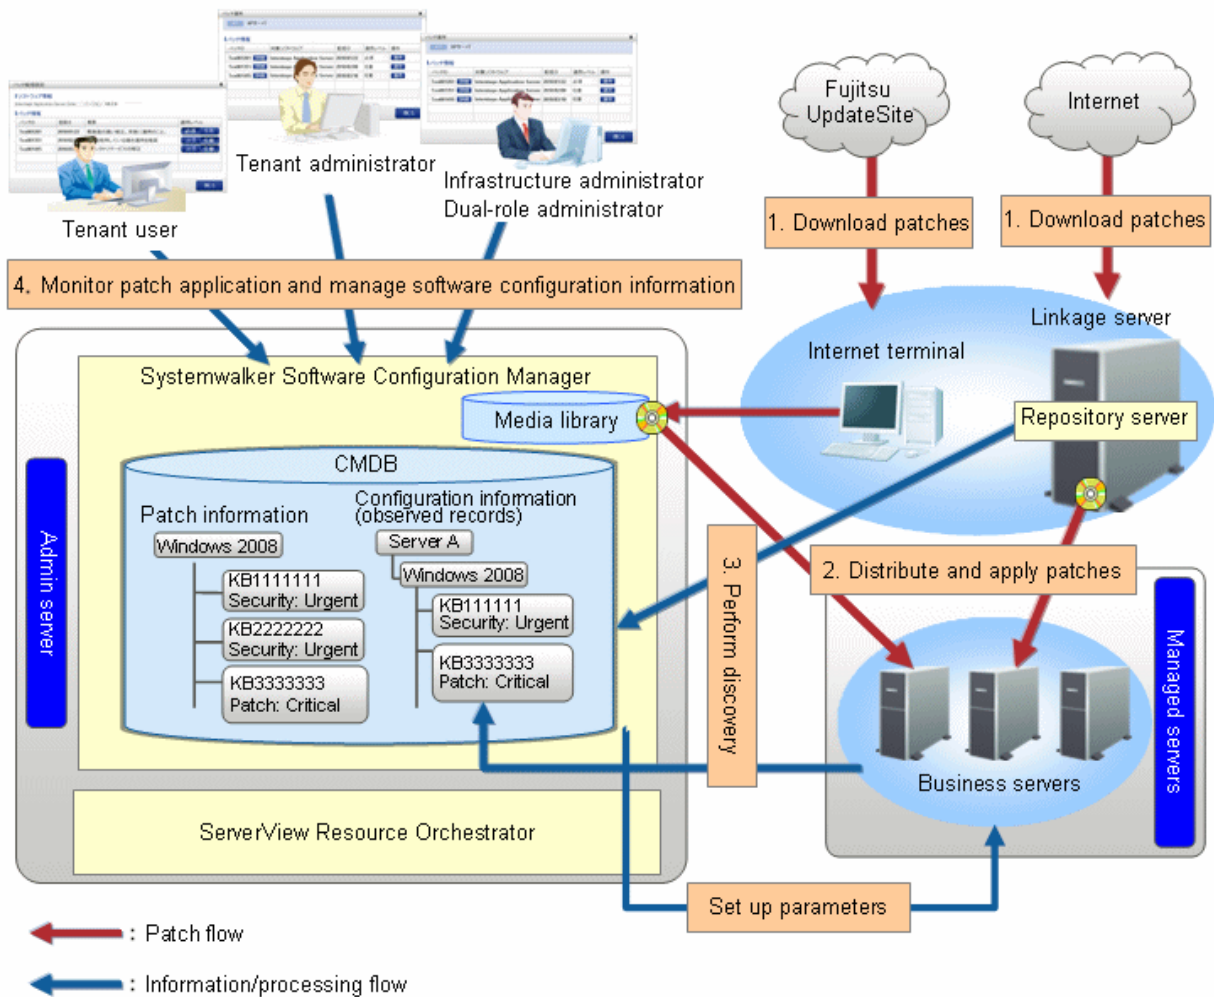 Tenant user
Tenant administrator
Infrastructure administrator
Dual-role administrator
Fujitsu
UpdateSite
Internet
1. Download patches
1. Download patches
4. Monitor patch application and manage software configuration information
Linkage server
Internet terminal
Repository server
Systemwalker Software Configuration Manager
Media library
CMDB
Patch information
Windows 2008
KB1111111
Security: Urgent
KB2222222
Security: Urgent
KB3333333
Patch: Critical
Configuration information
(observed records)
Server A
Windows 2008
KB111111
Security: Urgent
KB3333333
Patch: Critical
Admin server
3. Perform discovery
2. Distribute and apply patches
Business servers
Managed servers
ServerView Resource Orchestrator
Set up parameters
: Patch flow
: Information/processing flow